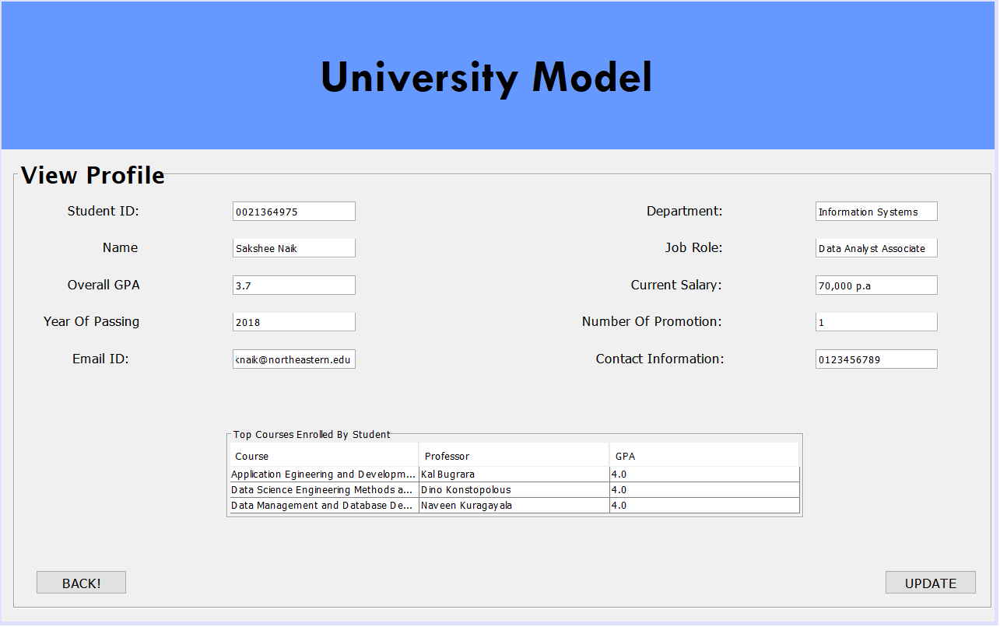 University Model
View Profile
Student ID: 0021364975 Department: Information Systems
Name Sakshee Naik Job Role: Data Analyst Associate
Overall GPA 3.7 Current Salary: 70,000 p.a
Year Of Passing 2018 Number Of Promotion: 1
Email ID: knaik@northeastern.edu Contact Information: 0123456789
Top Courses Enrolled By Student
Course Professor GPA
Application Egineering and Developm... Kal Bugrara 4.0
Data Science Engineering Methods a... Dino Konstopolous 4.0
Data Management and Database De... Naveen Kuragayala 4.0
BACK! UPDATE